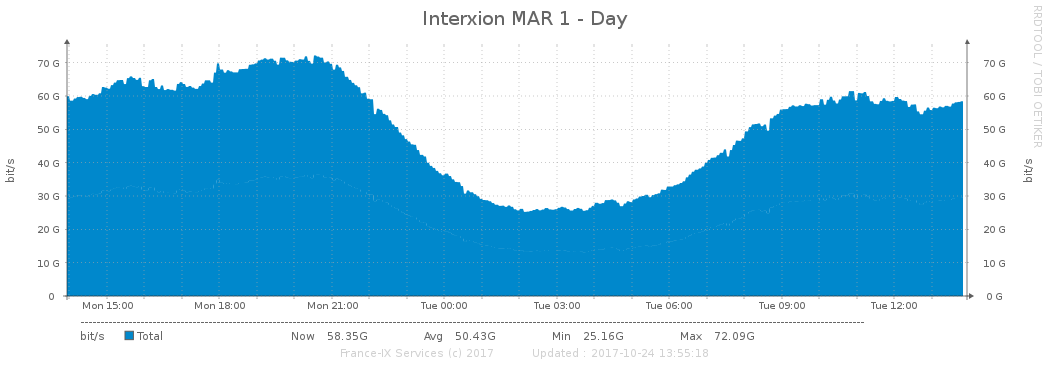 Interxion MAR 1 - Day
RRDTOOL / TOBI OETIKER
bit/s
bit/s
70 G 70 G
60 G 60 G
50 G 50 G
40 G 40 G
30 G 30 G
20 G 20 G
10 G 10 G
0 0 G
Mon 15:00 Mon 18:00 Mon 21:00 Tue 00:00 Tue 03:00 Tue 06:00 Tue 09:00 Tue 12:00
bit/s Total Now 58.35G Avg 50.43G Min 25.16G Max 72.09G
France-IX Services (c) 2017 Updated : 2017-10-24 13:55:18